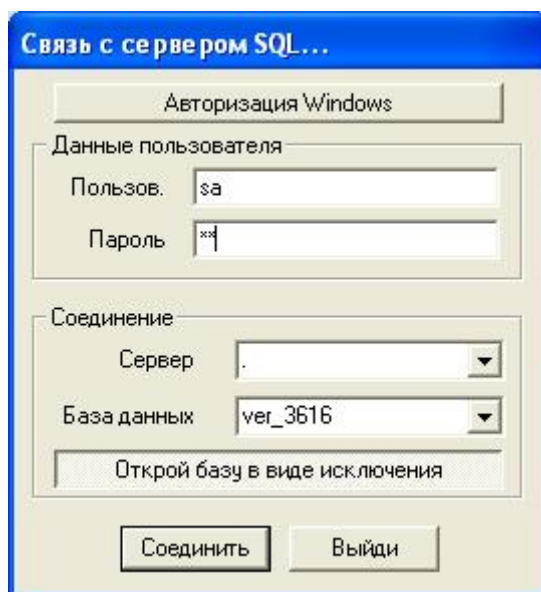 Связь с сервером SQL...
Авторизация Windows
Данные пользователя
Пользов. sa
Пароль **
Соединение
Сервер .
База данных ver_3616
Открой базу в виде исключения
Соединить Выйди